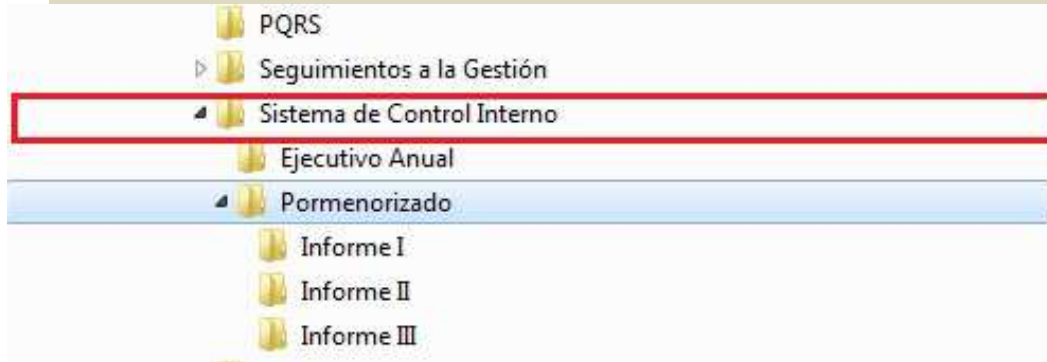 PQRS
Seguimientos a la Gestión
Sistema de Control Interno
Ejecutivo Anual
Pormenorizado
Informe I
Informe II
Informe III